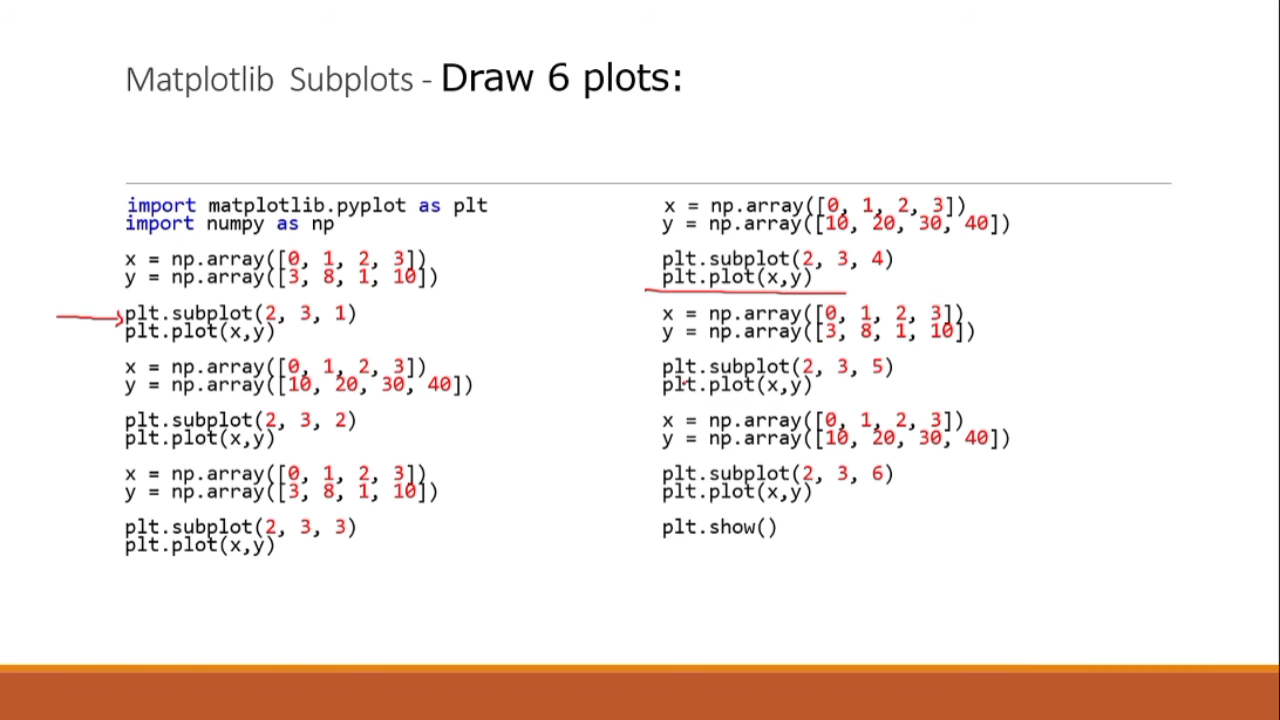 Matplotlib Subplots - Draw 6 plots:
import matplotlib.pyplot as plt
import numpy as np
x = np.array([0, 1, 2, 3])
y = np.array([3, 8, 1, 10])
plt.subplot(2, 3, 1)
plt.plot(x,y)
x = np.array([0, 1, 2, 3])
y = np.array([10, 20, 30, 40])
plt.subplot(2, 3, 2)
plt.plot(x,y)
x = np.array([0, 1, 2, 3])
y = np.array([3, 8, 1, 10])
plt.subplot(2, 3, 3)
plt.plot(x,y)
x = np.array([0, 1, 2, 3])
y = np.array([10, 20, 30, 40])
plt.subplot(2, 3, 4)
plt.plot(x,y)
x = np.array([0, 1, 2, 3])
y = np.array([3, 8, 1, 10])
plt.subplot(2, 3, 5)
plt.plot(x,y)
x = np.array([0, 1, 2, 3])
y = np.array([10, 20, 30, 40])
plt.subplot(2, 3, 6)
plt.plot(x,y)
plt.show()